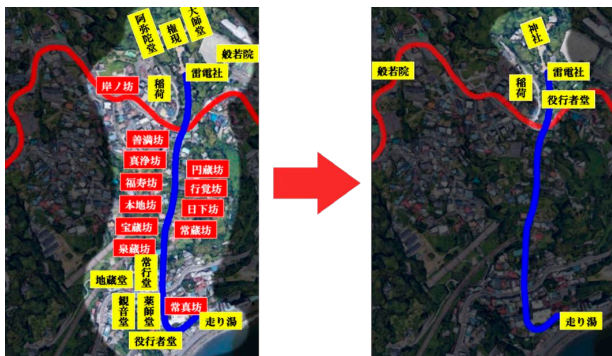 阿弥陀堂
権現
大師堂
般若院
雷電社
稲荷
岸ノ坊
善満坊
真浄坊
福寿坊
本地坊
宝蔵坊
泉蔵坊
円蔵坊
行覚坊
日下坊
常蔵坊
常行堂
地蔵堂
観音堂
薬師堂
常真坊
役行者堂
走り湯
神社
般若院
雷電社
稲荷
役行者堂
走り湯